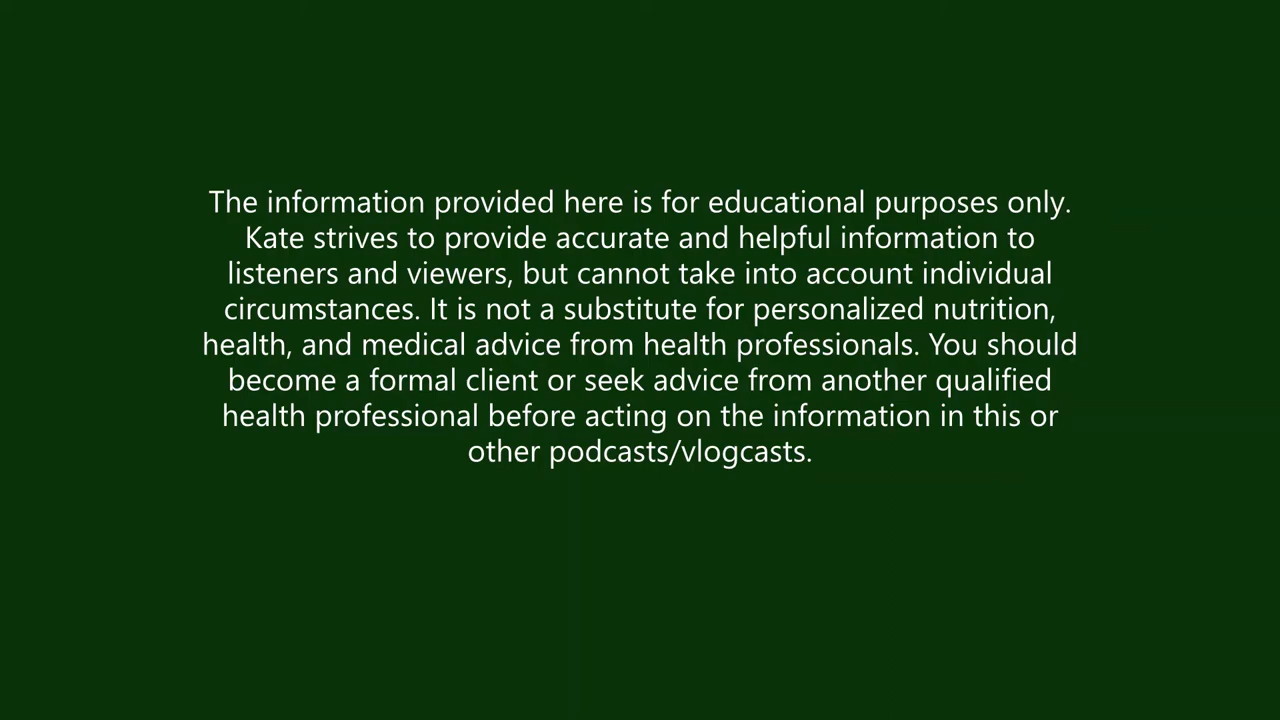 The information provided here is for educational purposes only.
Kate strives to provide accurate and helpful information to
listeners and viewers, but cannot take into account individual
circumstances. It is not a substitute for personalized nutrition,
health, and medical advice from health professionals. You should
become a formal client or seek advice from another qualified
health professional before acting on the information in this or
other podcasts/vlogcasts.